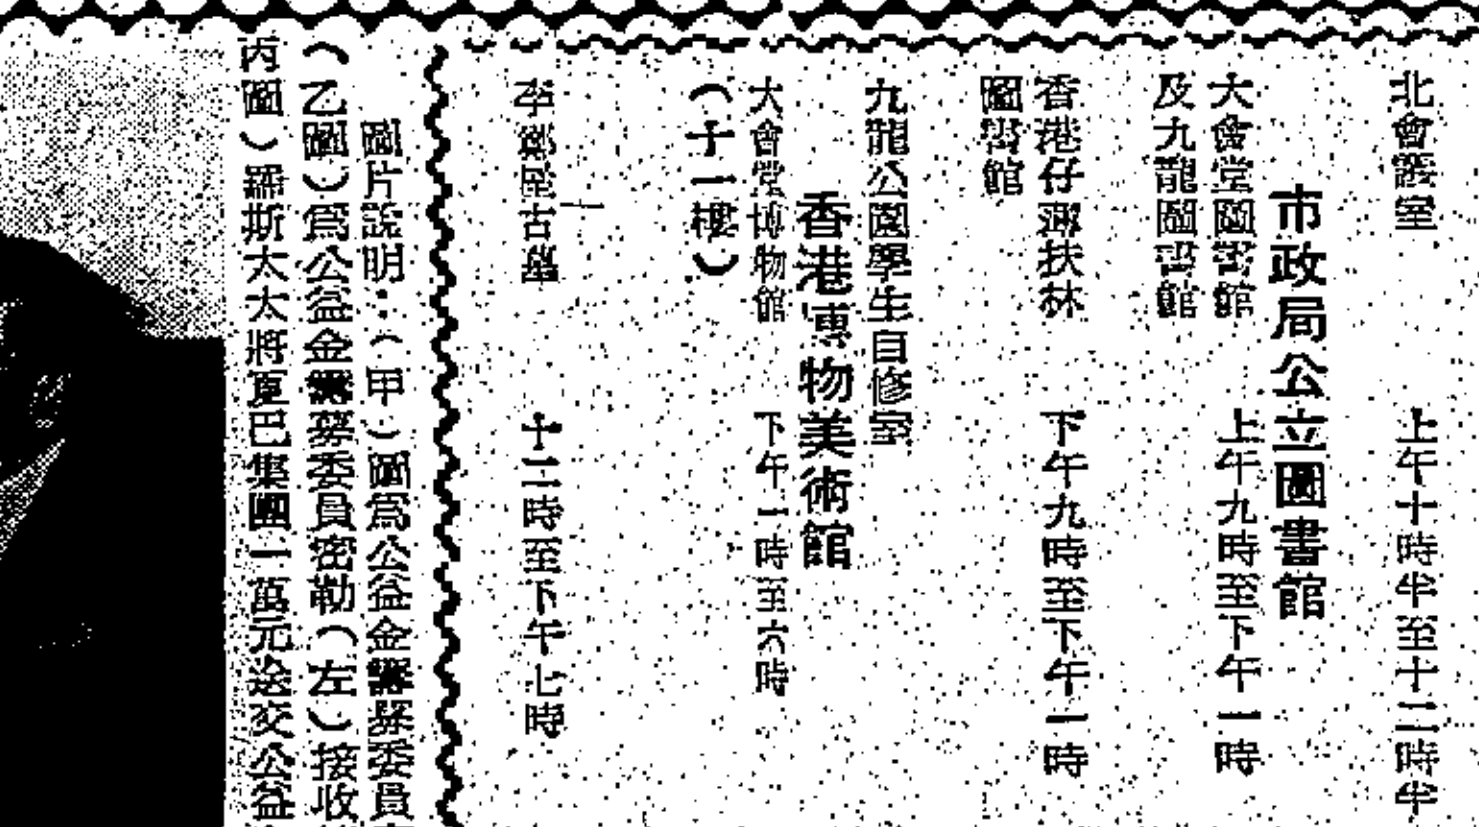 北會議室　上午十時半至十二時半
市政局公立圖書館
大會堂圖書館　上午九時至下午一時
及九龍圖書館
香港仔薄扶林　下午九時至下午一時
圖書館
九龍公園學生自修室
香港博物美術館
大會堂博物館　下午一時至六時
（十一樓）
李鄭屋古墓　十二時至下午七時
圖片說明：（甲）圖爲公益金籌募委員
（乙圖）爲公益金籌募委員密勒（左）接收
丙圖）羅斯太太將夏巴集團一萬元送交公益